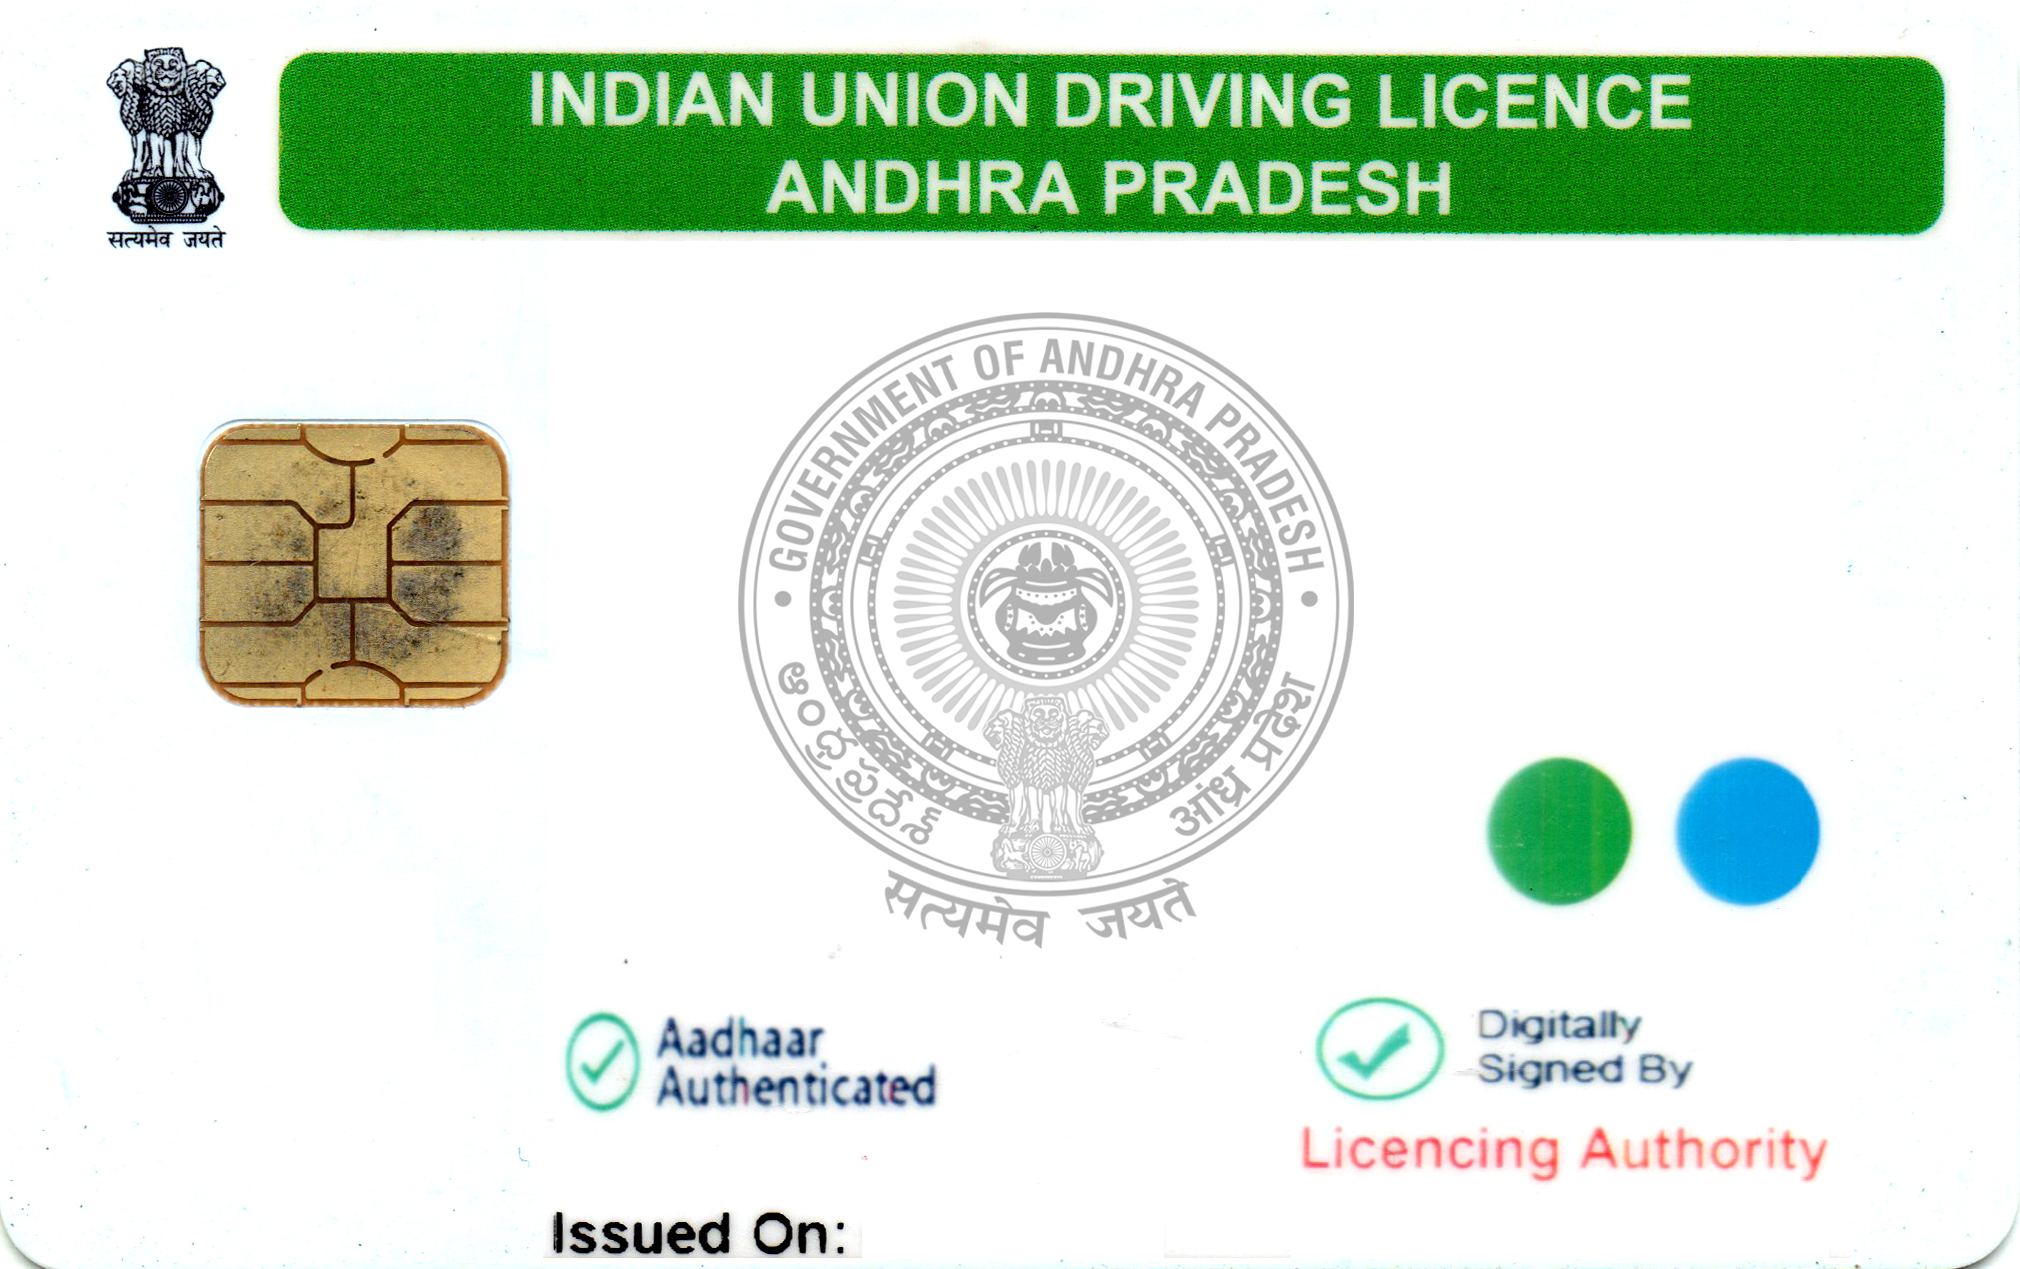 INDIAN UNION DRIVING LICENCE
ANDHRA PRADESH
सत्यमेव जयते
GOVERNMENT OF ANDHRA PRADESH
ఆంధ్రప్రదేశ్
आंध्र प्रदेश
सत्यमेव जयते
Aadhaar
Authenticated
Digitally
Signed By
Licencing Authority
Issued On: